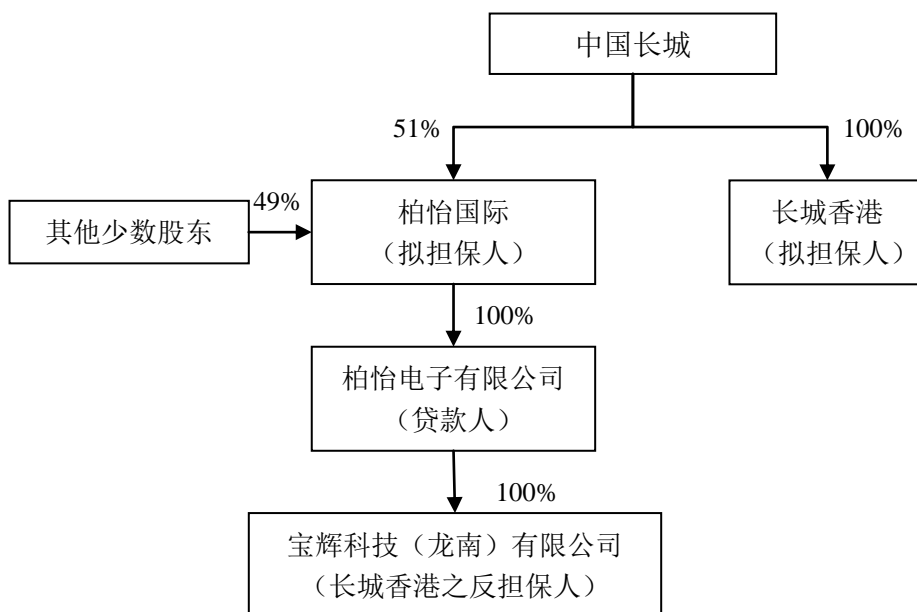 中国长城
51%
100%
其他少数股东
49%
柏怡国际
（拟担保人）
长城香港
（拟担保人）
100%
柏怡电子有限公司
（贷款人）
100%
宝辉科技（龙南）有限公司
（长城香港之反担保人）